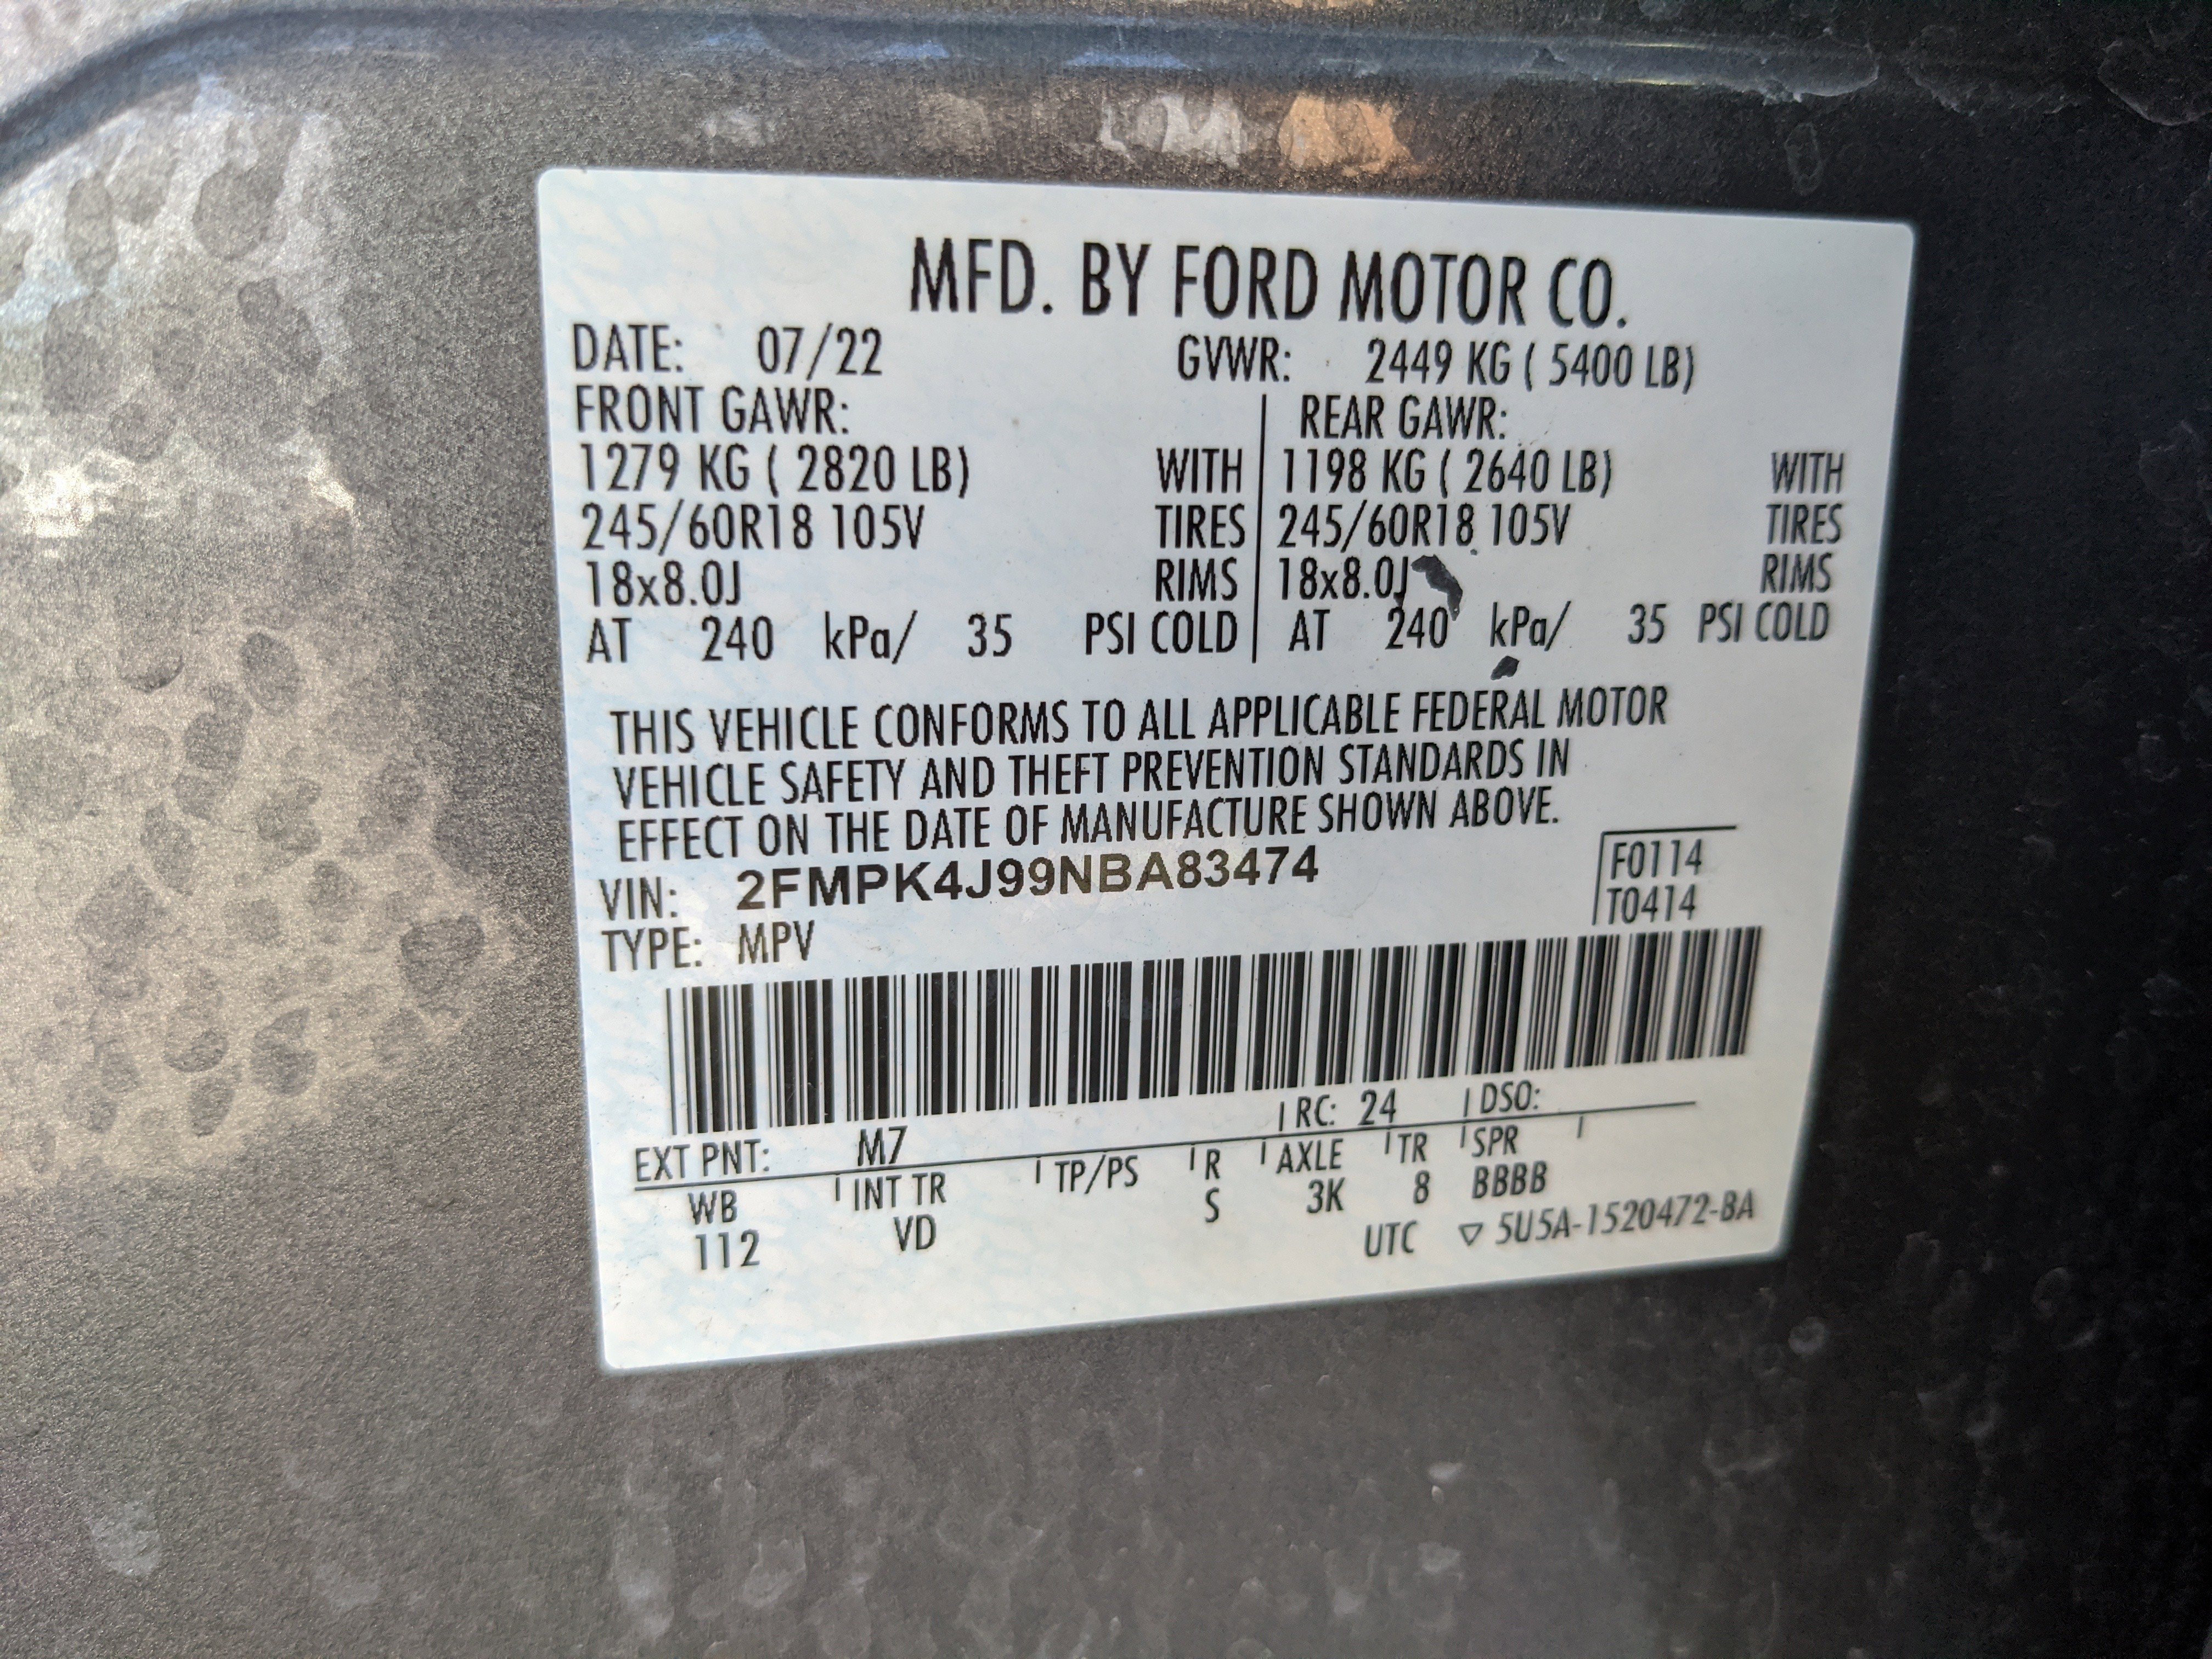 MFD. BY FORD MOTOR CO.
DATE: 07/22 GVWR: 2449 KG ( 5400 LB)
FRONT GAWR: REAR GAWR:
1279 KG ( 2820 LB) WITH 1198 KG ( 2640 LB) WITH
245/60R18 105V TIRES 245/60R18 105V TIRES
18x8.0J RIMS 18x8.0J RIMS
AT 240 kPa/ 35 PSI COLD AT 240 kPa/ 35 PSI COLD
THIS VEHICLE CONFORMS TO ALL APPLICABLE FEDERAL MOTOR
VEHICLE SAFETY AND THEFT PREVENTION STANDARDS IN
EFFECT ON THE DATE OF MANUFACTURE SHOWN ABOVE.
VIN: 2FMPK4J99NBA83474 F0114
TYPE: MPV T0414
EXT PNT: M7 RC: 24 DSO:
WB INT TR TP/PS R AXLE TR SPR
112 VD S 3K 8 BBBB
UTC ▽ 5U5A-1520472-BA